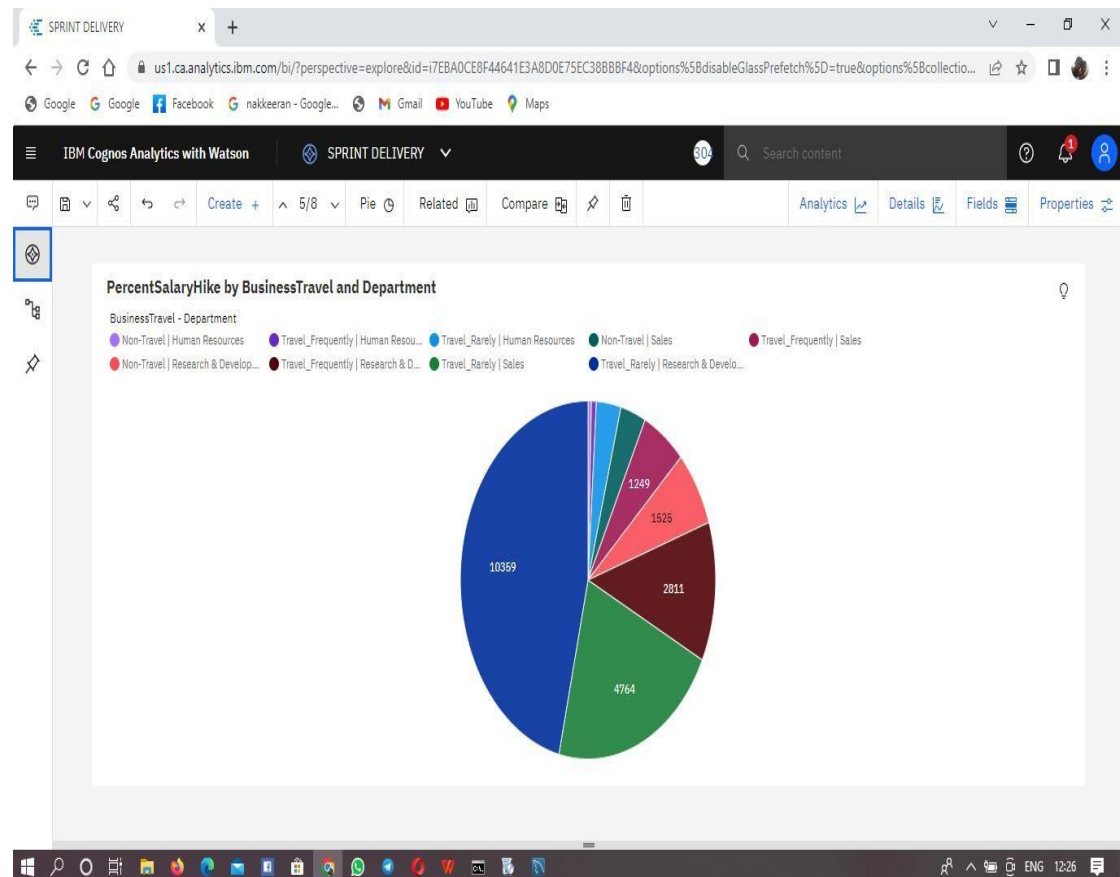 SPRINT DELIVERY
us1.ca.analytics.ibm.com/bi/?perspective=explore&id=i7EBA0CE8F44641E3A8D0E75EC38BBBF4&options%5BdisableGlassPrefetch%5D=true&options%5Bcollectio...
Google Google Facebook nakkeeran - Google... Gmail YouTube Maps
IBM Cognos Analytics with Watson SPRINT DELIVERY 304 Search content 1
Create + 5/8 Pie Related Compare Analytics Details Fields Properties
PercentSalaryHike by BusinessTravel and Department
BusinessTravel - Department
Non-Travel | Human Resources Travel_Frequently | Human Resou... Travel_Rarely | Human Resources Non-Travel | Sales Travel_Frequently | Sales
Non-Travel | Research & Develop... Travel_Frequently | Research & D... Travel_Rarely | Sales Travel_Rarely | Research & Develo...
1249
1525
10359
2811
4764
ENG 12:26